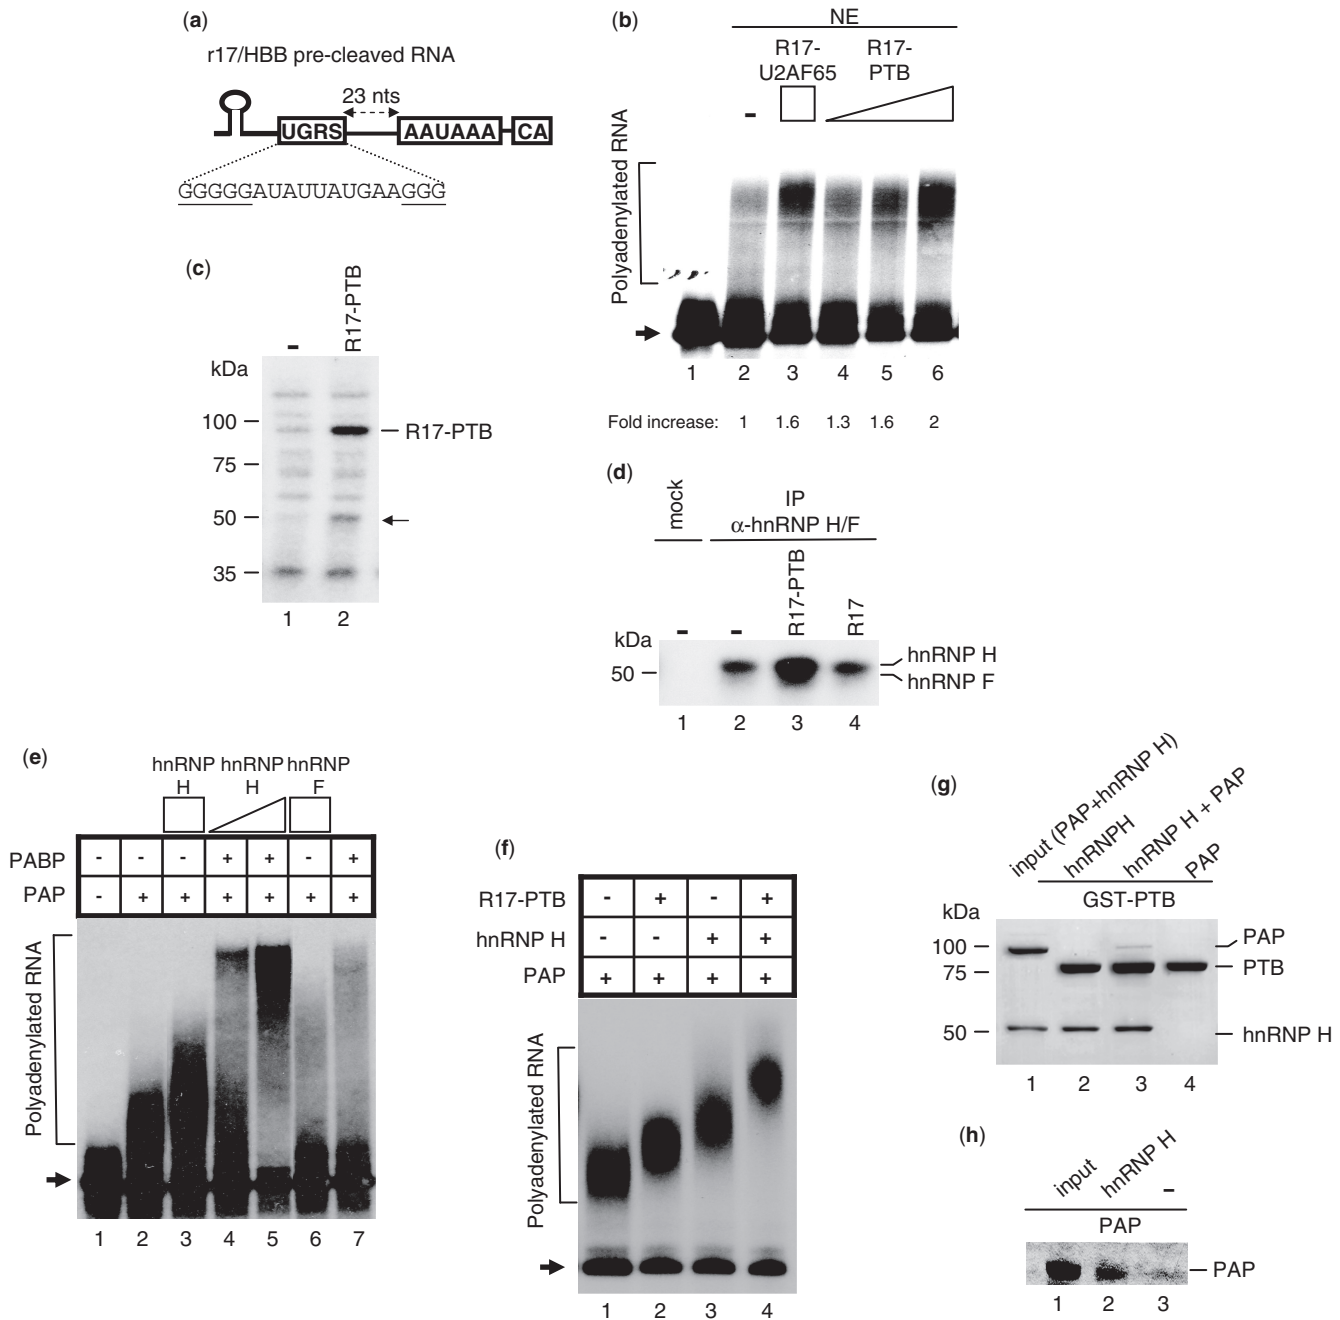 (a)
r17/HBB pre-cleaved RNA
23 nts
UGRS AAUAAA CA
GGGGGAUAUUAUGAAGGG
(b)
NE
R17-
U2AF65
R17-
PTB
-
Polyadenylated RNA
1 2 3 4 5 6
Fold increase: 1 1.6 1.3 1.6 2
(c)
- R17-PTB
kDa
100
75
50
35
R17-PTB
1 2
(d)
mock
IP
α-hnRNP H/F
- - R17-PTB R17
kDa
50
hnRNP H
hnRNP F
1 2 3 4
(e)
hnRNP
H
hnRNP
H
hnRNP
F
PABP - - - + + - +
PAP - + + + + + +
Polyadenylated RNA
1 2 3 4 5 6 7
(f)
R17-PTB - + - +
hnRNP H - - + +
PAP + + + +
Polyadenylated RNA
1 2 3 4
(g)
input (PAP+hnRNP H)
hnRNPH
hnRNP H + PAP
PAP
GST-PTB
kDa
100
75
50
PAP
PTB
hnRNP H
1 2 3 4
(h)
input
hnRNP H
-
PAP
PAP
1 2 3